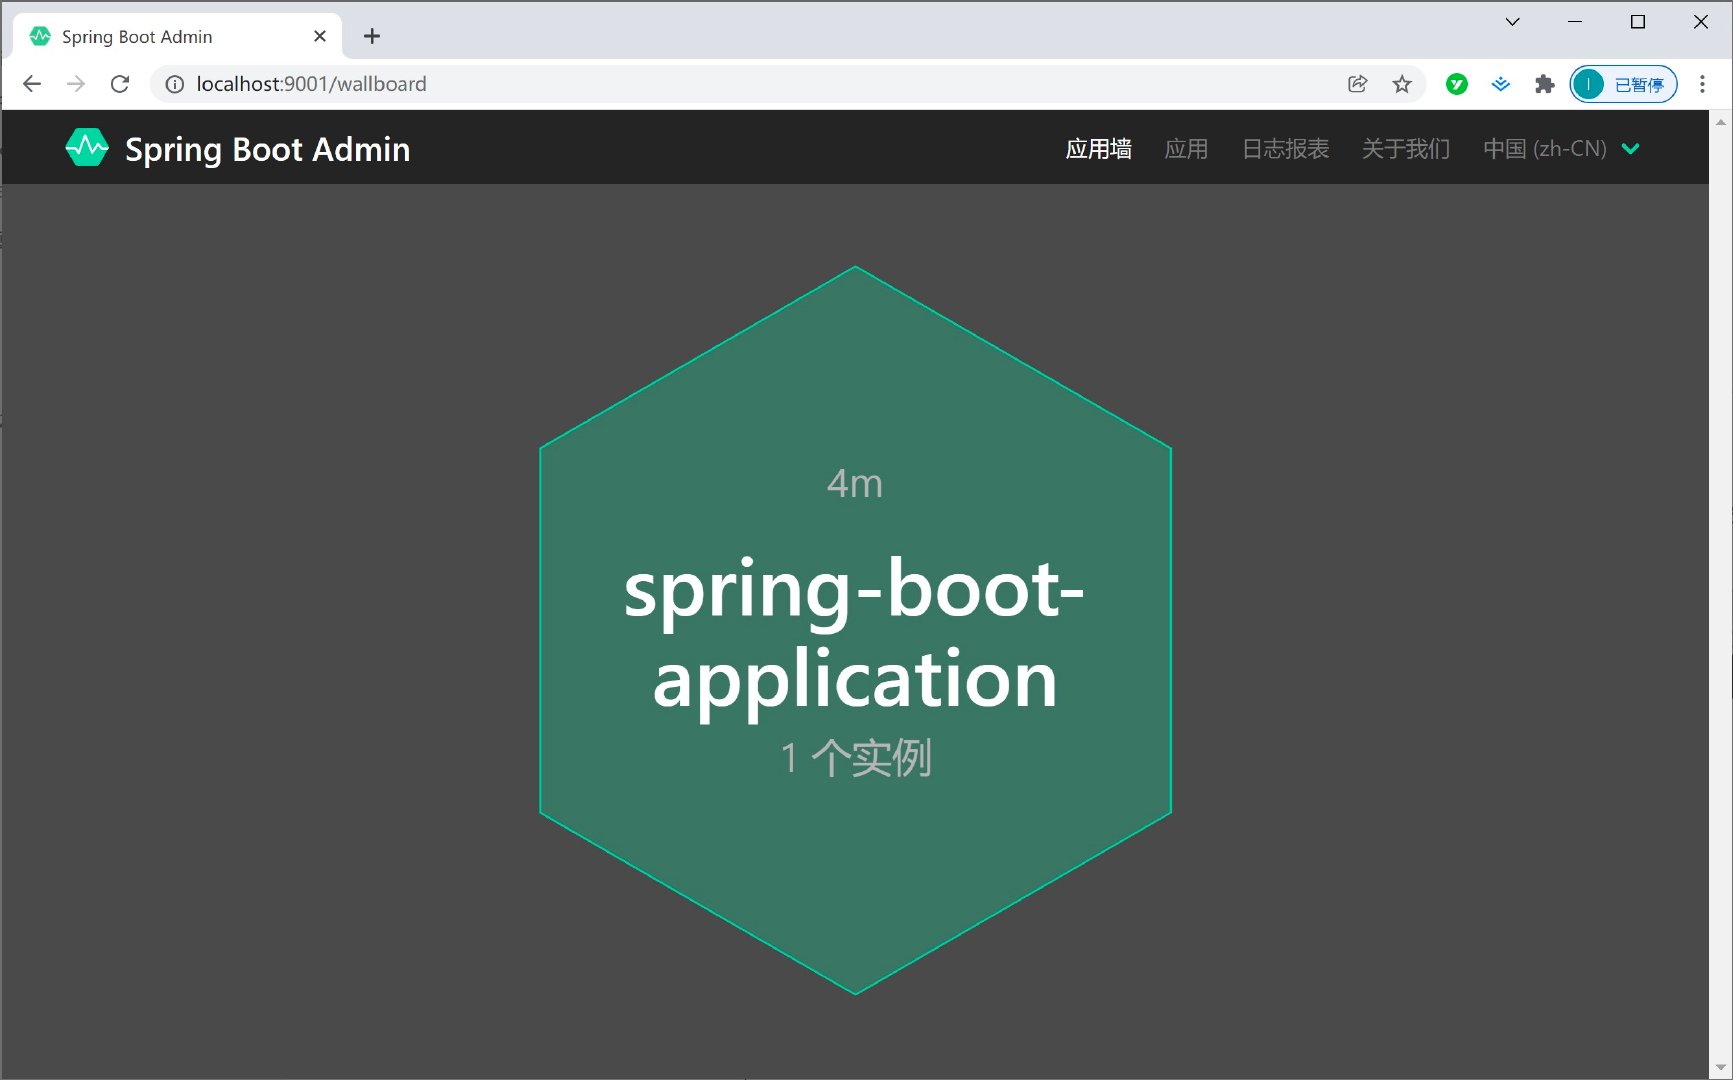 Spring Boot Admin
localhost:9001/wallboard
已暂停
Spring Boot Admin
应用墙 应用 日志报表 关于我们 中国 (zh-CN)
4m
spring-boot-
application
1 个实例